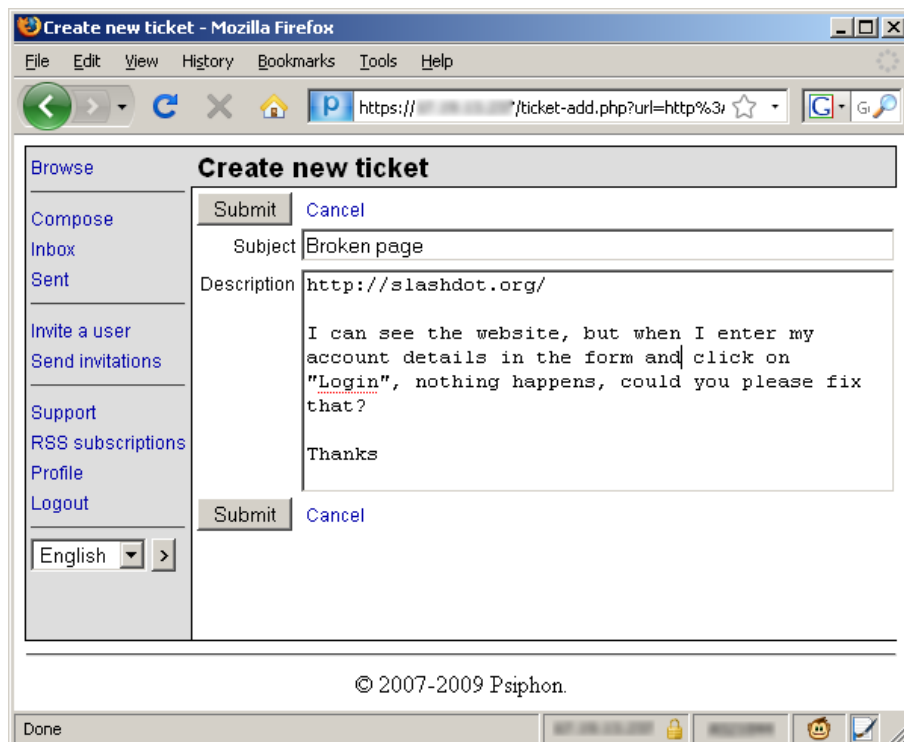 Create new ticket - Mozilla Firefox
File Edit View History Bookmarks Tools Help
https:// /ticket-add.php?url=http%3
Browse
Create new ticket
Submit Cancel
Compose
Subject Broken page
Inbox
Sent
Description http://slashdot.org/
I can see the website, but when I enter my
account details in the form and click on
"Login", nothing happens, could you please fix
that?
Thanks
Invite a user
Send invitations
Support
RSS subscriptions
Profile
Logout
Submit Cancel
English >
© 2007-2009 Psiphon.
Done